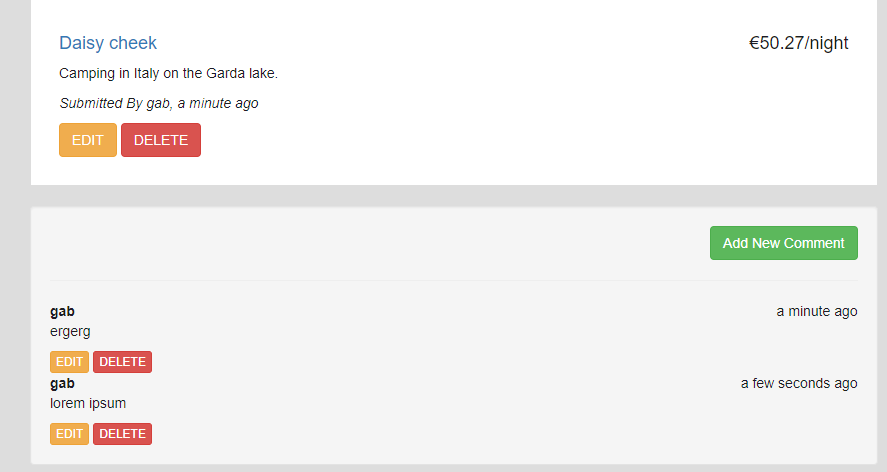 Daisy cheek €50.27/night
Camping in Italy on the Garda lake.
Submitted By gab, a minute ago
EDIT DELETE
Add New Comment
gab a minute ago
ergerg
EDIT DELETE
gab a few seconds ago
lorem ipsum
EDIT DELETE